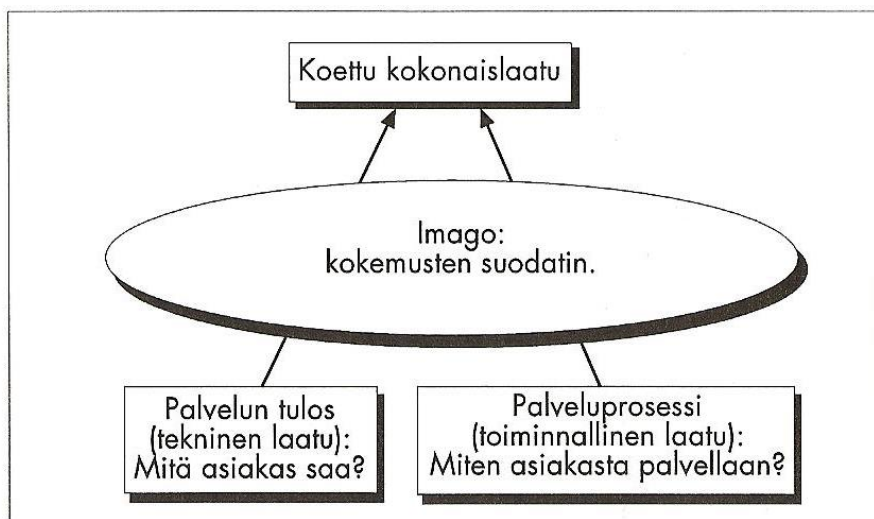 Koettu kokonaislaatu
Imago:
kokemusten suodatin.
Palvelun tulos
(tekninen laatu):
Mitä asiakas saa?
Palveluprosessi
(toiminnallinen laatu):
Miten asiakasta palvellaan?